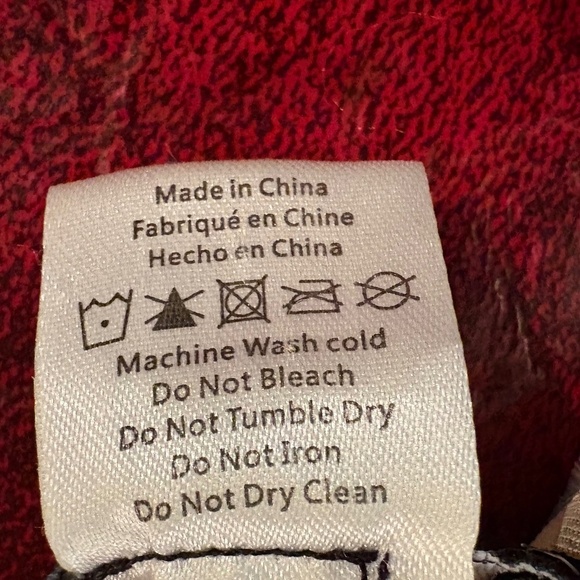 Made in China
Fabriqué en Chine
Hecho en China
Machine Wash cold
Do Not Bleach
Do Not Tumble Dry
Do Not Iron
Do Not Dry Clean